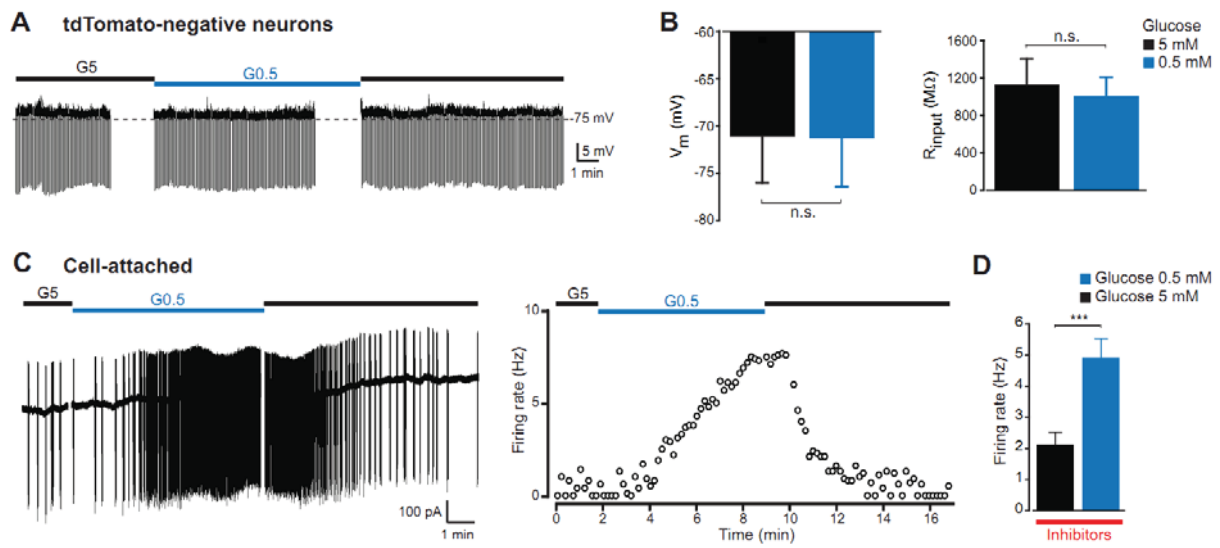 A tdTomato-negative neurons
G5
G0.5
-75 mV
5 mV
1 min
B
-60
-65
-70
-75
-80
Vm (mV)
n.s.
Glucose
5 mM
0.5 mM
1600
1200
800
400
0
Rinput (MΩ)
n.s.
C Cell-attached
G5
G0.5
100 pA
1 min
G5
G0.5
10
5
0
Firing rate (Hz)
0 2 4 6 8 10 12 14 16
Time (min)
D
Glucose 0.5 mM
Glucose 5 mM
***
6
5
4
3
2
1
0
Firing rate (Hz)
Inhibitors